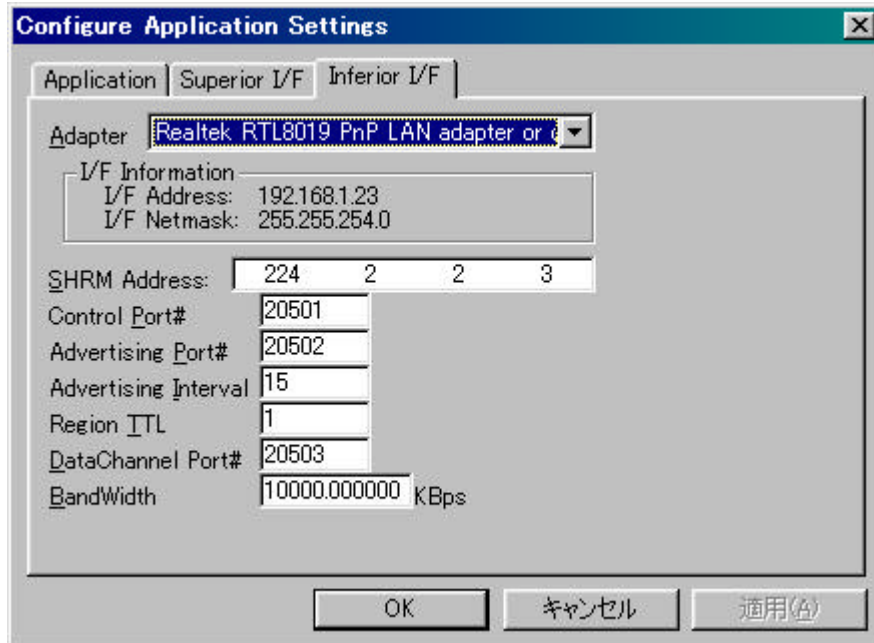 Configure Application Settings
Application Superior I/F Inferior I/F
Adapter Realtek RTL8019 PnP LAN adapter or
I/F Information
I/F Address: 192.168.1.23
I/F Netmask: 255.255.254.0
SHRM Address: 224 2 2 3
Control Port# 20501
Advertising Port# 20502
Advertising Interval 15
Region TTL 1
DataChannel Port# 20503
BandWidth 10000.000000 KBps
OK キャンセル 適用(A)